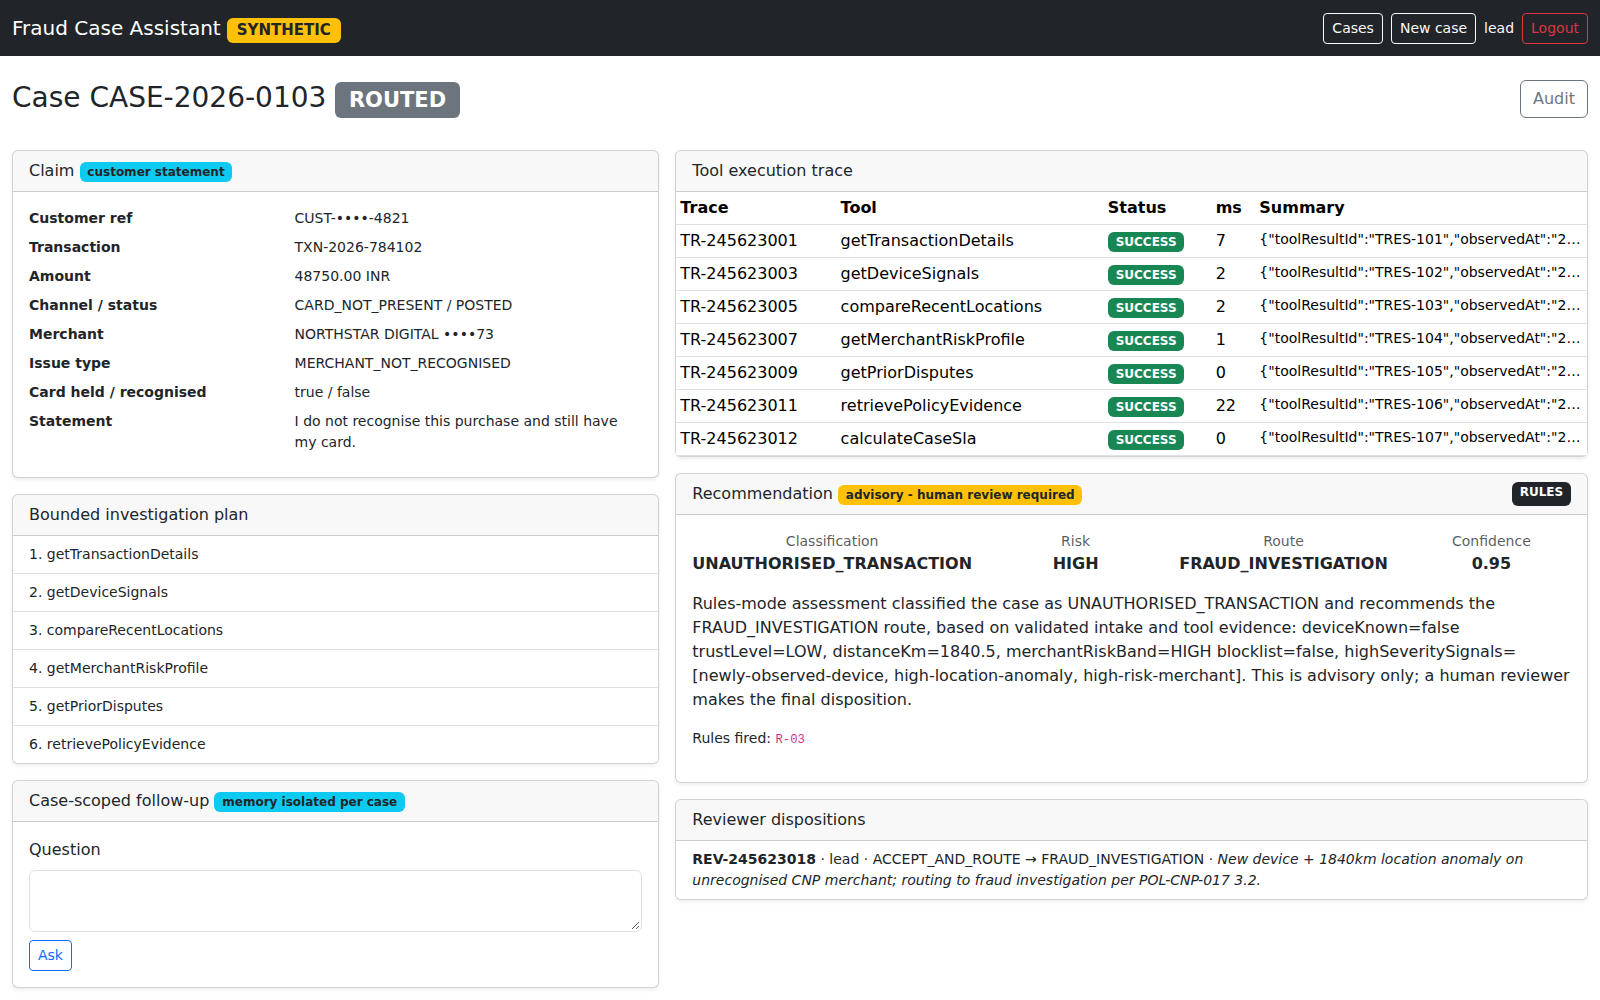 Fraud Case Assistant SYNTHETIC
Cases New case lead Logout
Case CASE-2026-0103 ROUTED
Audit
Claim customer statement
Customer ref CUST-••••-4821
Transaction TXN-2026-784102
Amount 48750.00 INR
Channel / status CARD_NOT_PRESENT / POSTED
Merchant NORTHSTAR DIGITAL ••••73
Issue type MERCHANT_NOT_RECOGNISED
Card held / recognised true / false
Statement I do not recognise this purchase and still have
my card.
Bounded investigation plan
1. getTransactionDetails
2. getDeviceSignals
3. compareRecentLocations
4. getMerchantRiskProfile
5. getPriorDisputes
6. retrievePolicyEvidence
Case-scoped follow-up memory isolated per case
Question
Ask
Tool execution trace
Trace Tool Status ms Summary
TR-245623001 getTransactionDetails SUCCESS 7 {"toolResultId":"TRES-101","observedAt":"2...
TR-245623003 getDeviceSignals SUCCESS 2 {"toolResultId":"TRES-102","observedAt":"2...
TR-245623005 compareRecentLocations SUCCESS 2 {"toolResultId":"TRES-103","observedAt":"2...
TR-245623007 getMerchantRiskProfile SUCCESS 1 {"toolResultId":"TRES-104","observedAt":"2...
TR-245623009 getPriorDisputes SUCCESS 0 {"toolResultId":"TRES-105","observedAt":"2...
TR-245623011 retrievePolicyEvidence SUCCESS 22 {"toolResultId":"TRES-106","observedAt":"2...
TR-245623012 calculateCaseSla SUCCESS 0 {"toolResultId":"TRES-107","observedAt":"2...
Recommendation advisory - human review required RULES
Classification Risk Route Confidence
UNAUTHORISED_TRANSACTION HIGH FRAUD_INVESTIGATION 0.95
Rules-mode assessment classified the case as UNAUTHORISED_TRANSACTION and recommends the
FRAUD_INVESTIGATION route, based on validated intake and tool evidence: deviceKnown=false
trustLevel=LOW, distanceKm=1840.5, merchantRiskBand=HIGH blocklist=false, highSeveritySignals=
[newly-observed-device, high-location-anomaly, high-risk-merchant]. This is advisory only; a human reviewer
makes the final disposition.
Rules fired: R-03
Reviewer dispositions
REV-245623018 · lead · ACCEPT_AND_ROUTE → FRAUD_INVESTIGATION · New device + 1840km location anomaly on
unrecognised CNP merchant; routing to fraud investigation per POL-CNP-017 3.2.